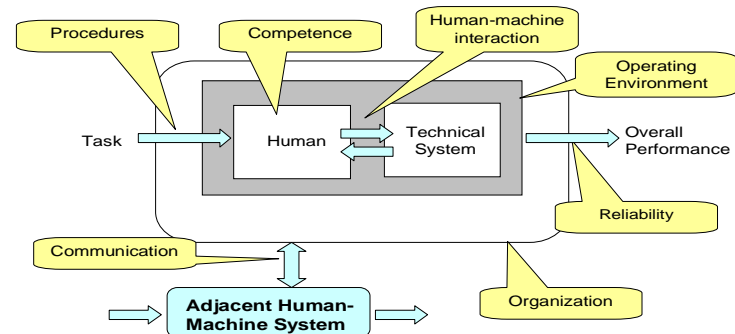 Procedures
Competence
Human-machine
interaction
Operating
Environment
Task
Human
Technical
System
Overall
Performance
Reliability
Communication
Organization
Adjacent Human-
Machine System